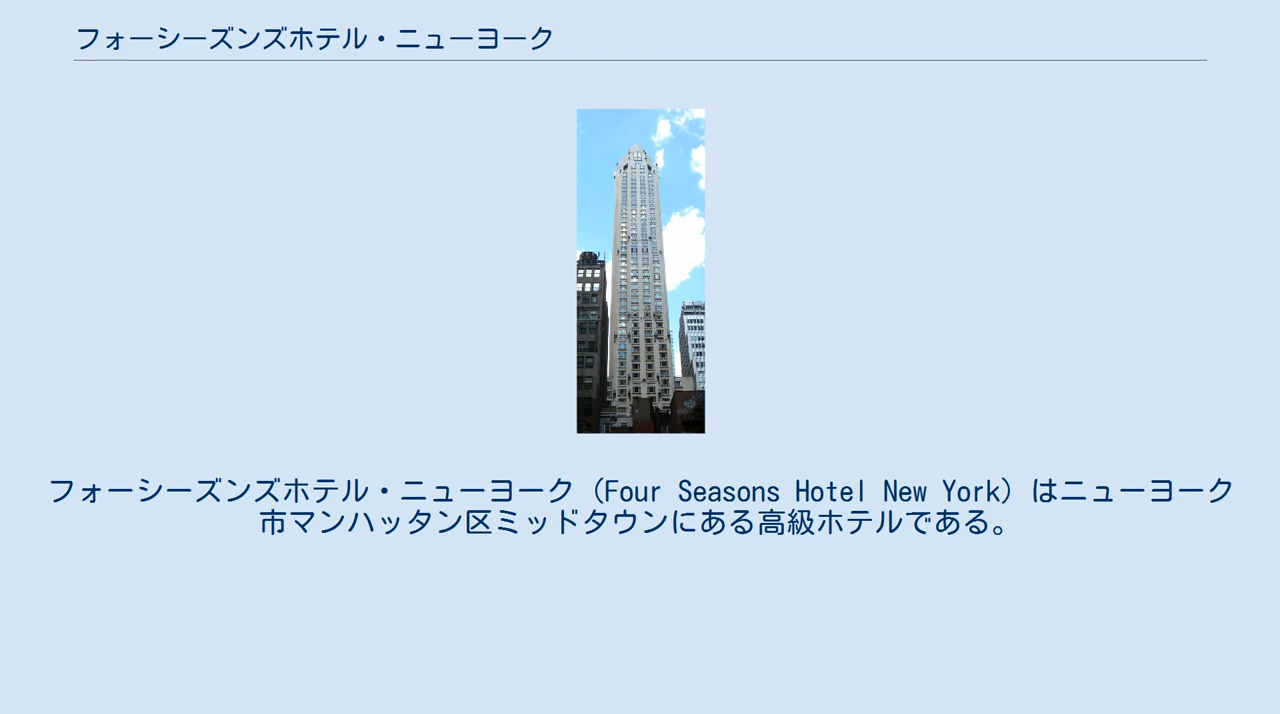 フォーシーズンズホテル・ニューヨーク
フォーシーズンズホテル・ニューヨーク（Four Seasons Hotel New York）はニューヨーク
市マンハッタン区ミッドタウンにある高級ホテルである。